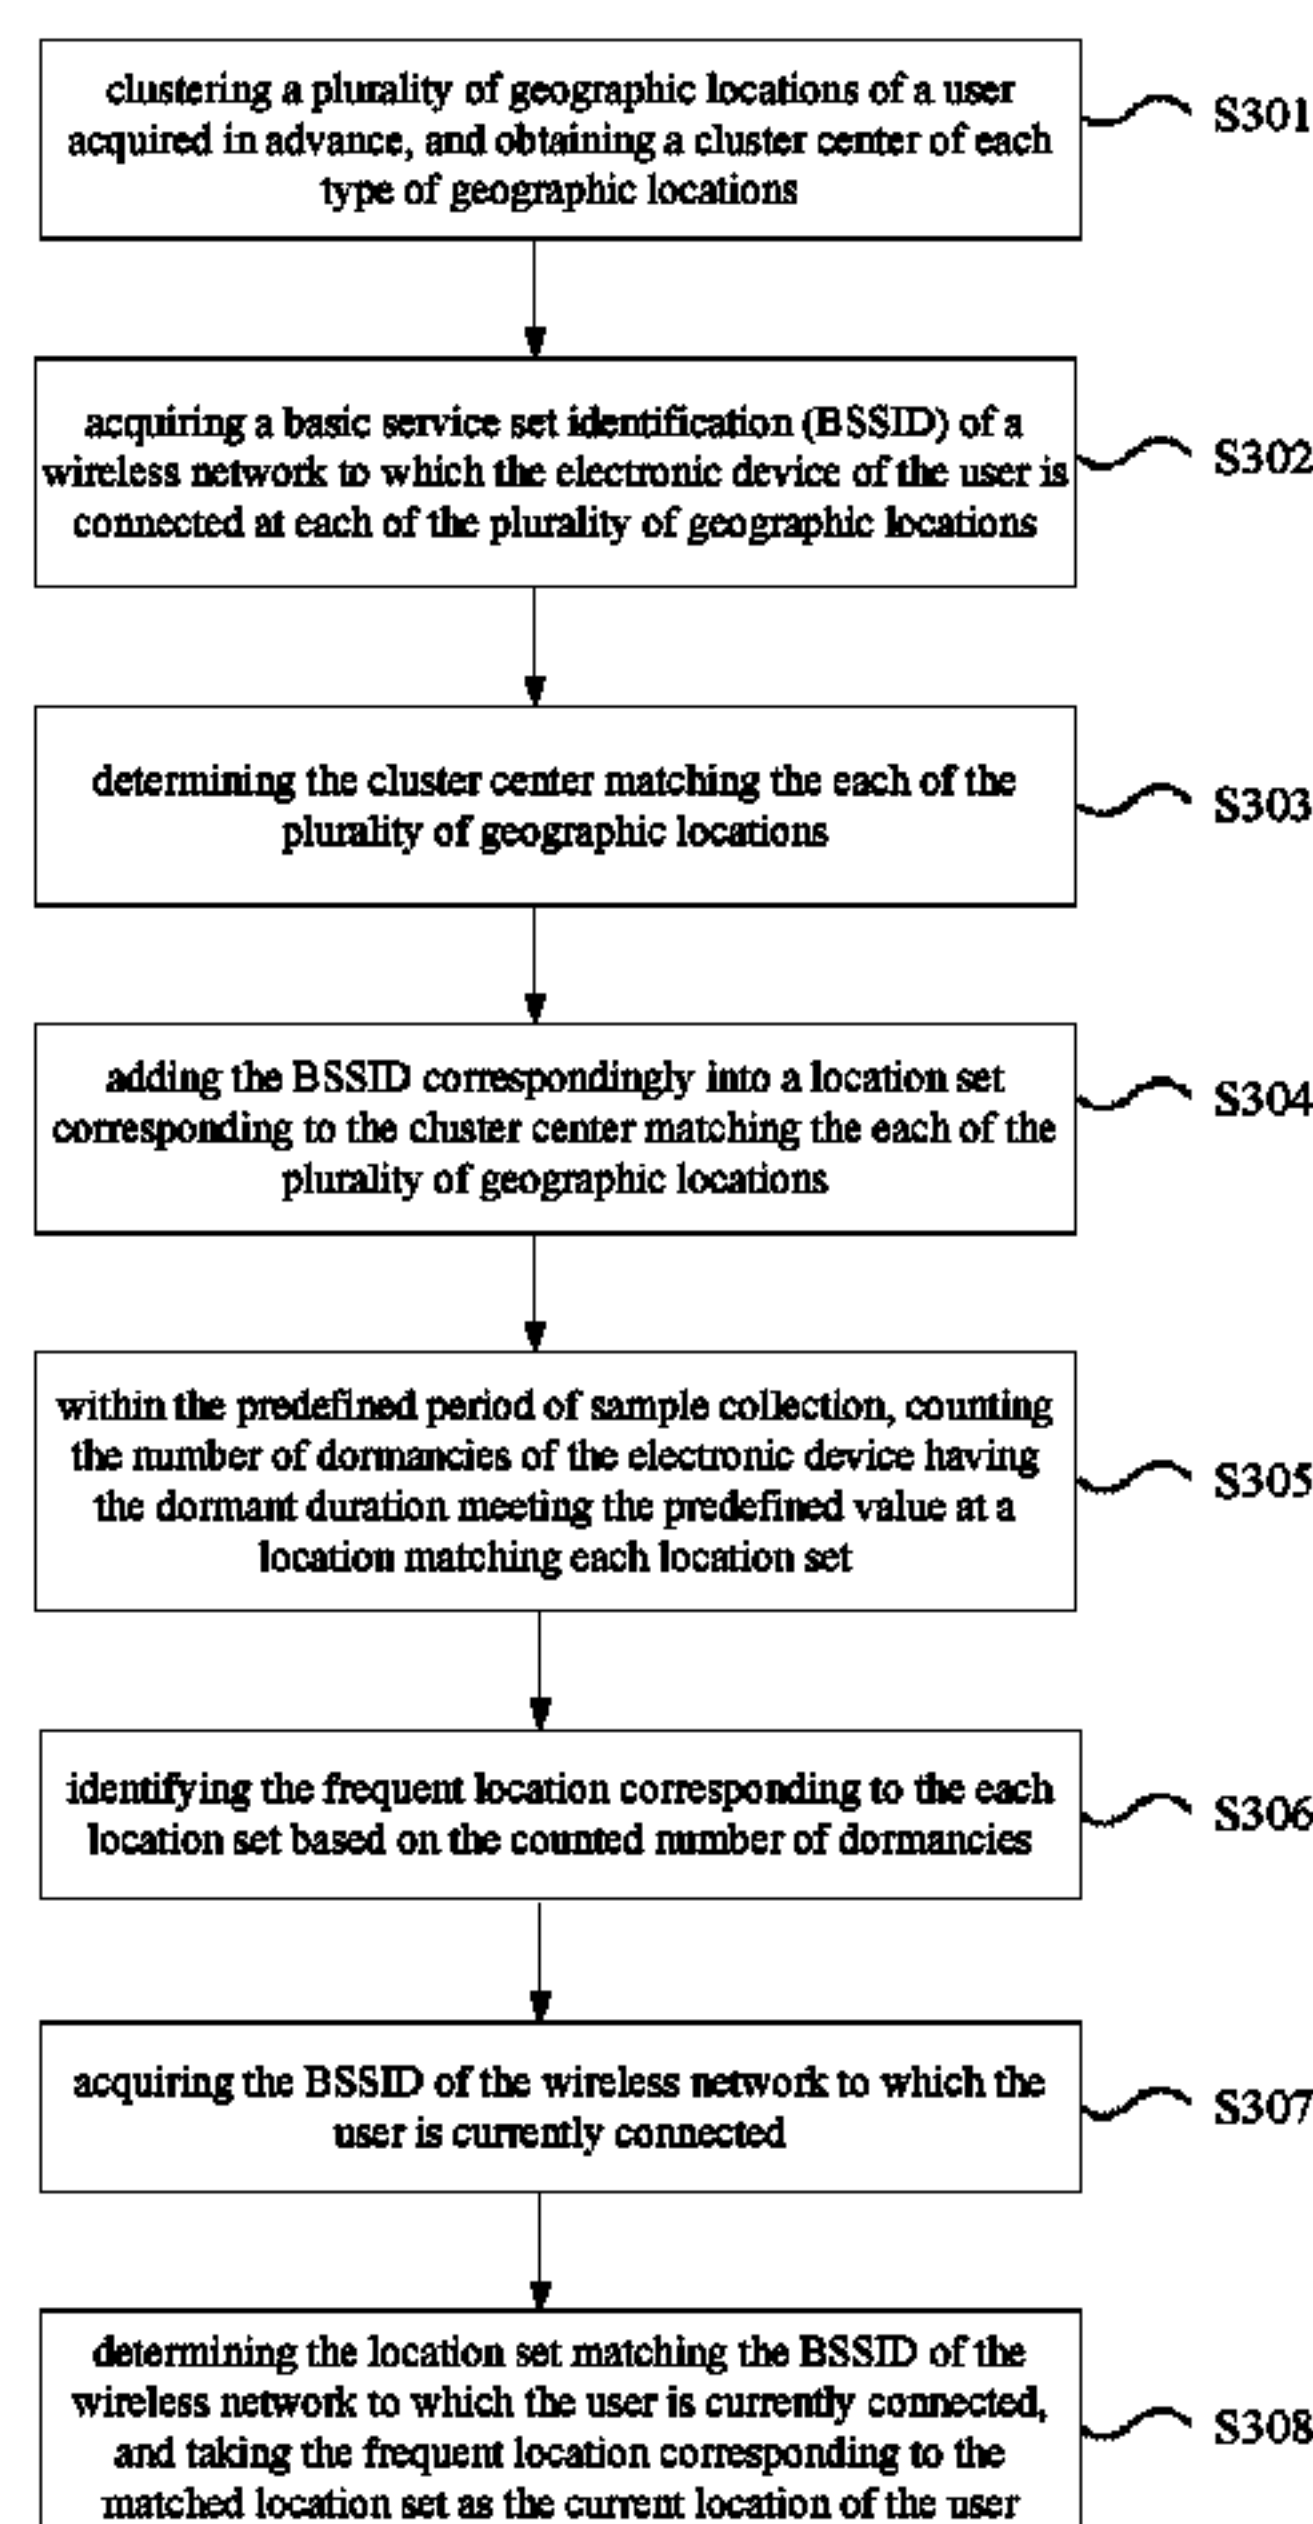 clustering a plurality of geographic locations of a user
acquired in advance, and obtaining a cluster center of each
type of geographic locations
S301
acquiring a basic service set identification (BSSID) of a
wireless network to which the electronic device of the user is
connected at each of the plurality of geographic locations
S302
determining the cluster center matching the each of the
plurality of geographic locations
S303
adding the BSSID correspondingly into a location set
corresponding to the cluster center matching the each of the
plurality of geographic locations
S304
within the predefined period of sample collection, counting
the number of dormancies of the electronic device having
the dormant duration meeting the predefined value at a
location matching each location set
S305
identifying the frequent location corresponding to the each
location set based on the counted number of dormancies
S306
acquiring the BSSID of the wireless network to which the
user is currently connected
S307
determining the location set matching the BSSID of the
wireless network to which the user is currently connected,
and taking the frequent location corresponding to the
matched location set as the current location of the user
S308